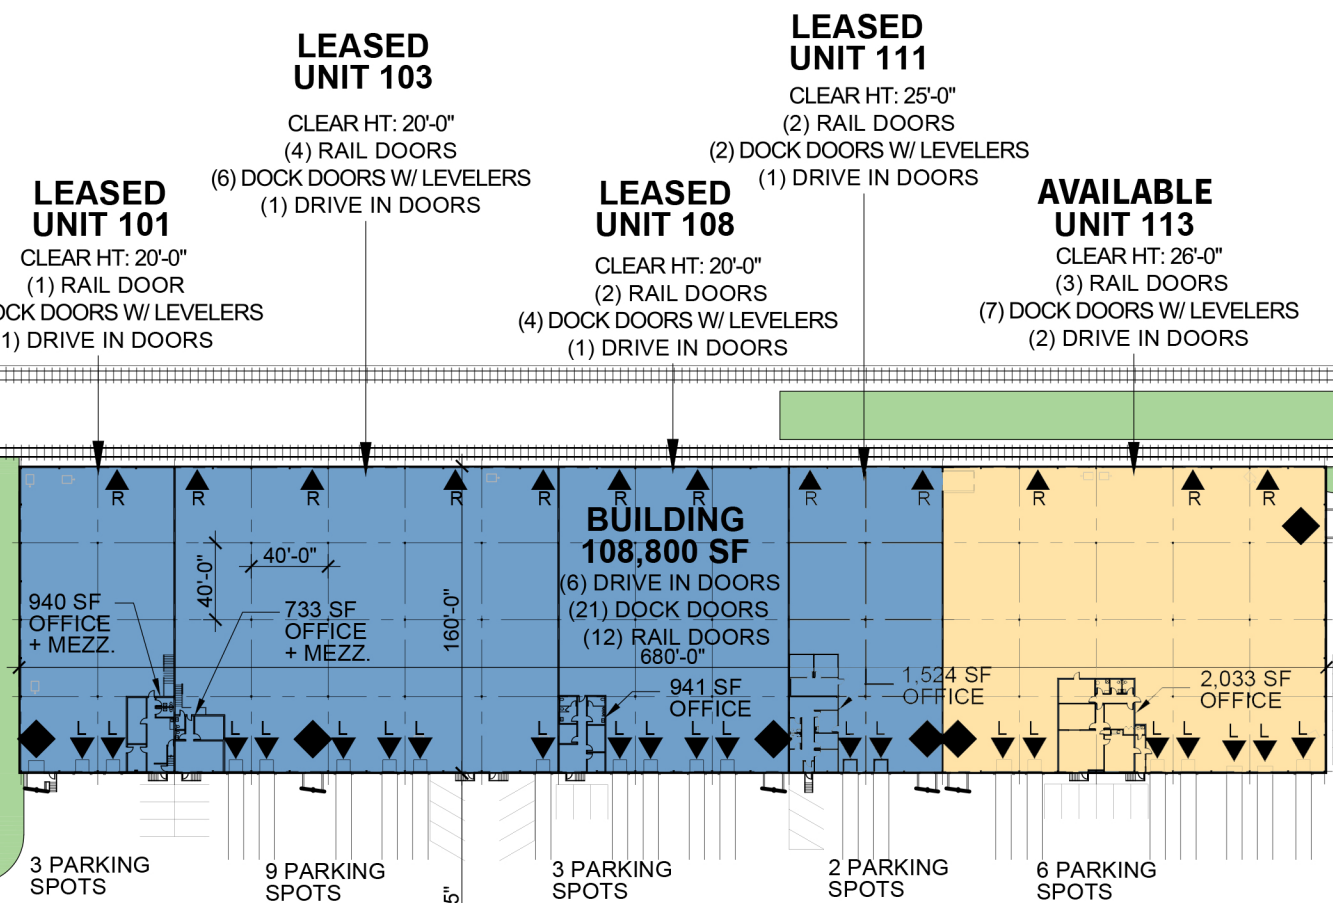 LEASED
UNIT 101
CLEAR HT: 20'-0"
(1) RAIL DOOR
DOORS W/ LEVELERS
1) DRIVE IN DOORS
LEASED
UNIT 103
CLEAR HT: 20'-0"
(4) RAIL DOORS
(6) DOCK DOORS W/ LEVELERS
(1) DRIVE IN DOORS
LEASED
UNIT 108
CLEAR HT: 20'-0"
(2) RAIL DOORS
(4) DOCK DOORS W/ LEVELERS
(1) DRIVE IN DOORS
LEASED
UNIT 111
CLEAR HT: 25'-0"
(2) RAIL DOORS
(2) DOCK DOORS W/ LEVELERS
(1) DRIVE IN DOORS
AVAILABLE
UNIT 113
CLEAR HT: 26'-0"
(3) RAIL DOORS
(7) DOCK DOORS W/ LEVELERS
(2) DRIVE IN DOORS
R R R R R R R R R R R R
BUILDING
108,800 SF
(6) DRIVE IN DOORS
(21) DOCK DOORS
(12) RAIL DOORS
680'-0"
40'-0"
40'-0"
160'-0"
940 SF
OFFICE
+ MEZZ.
733 SF
OFFICE
+ MEZZ.
941 SF
OFFICE
1,524 SF
OFFICE
2,033 SF
OFFICE
L L L L L L L L L L L L L L L L L L L L L L
3 PARKING
SPOTS
9 PARKING
SPOTS
3 PARKING
SPOTS
2 PARKING
SPOTS
6 PARKING
SPOTS
5"